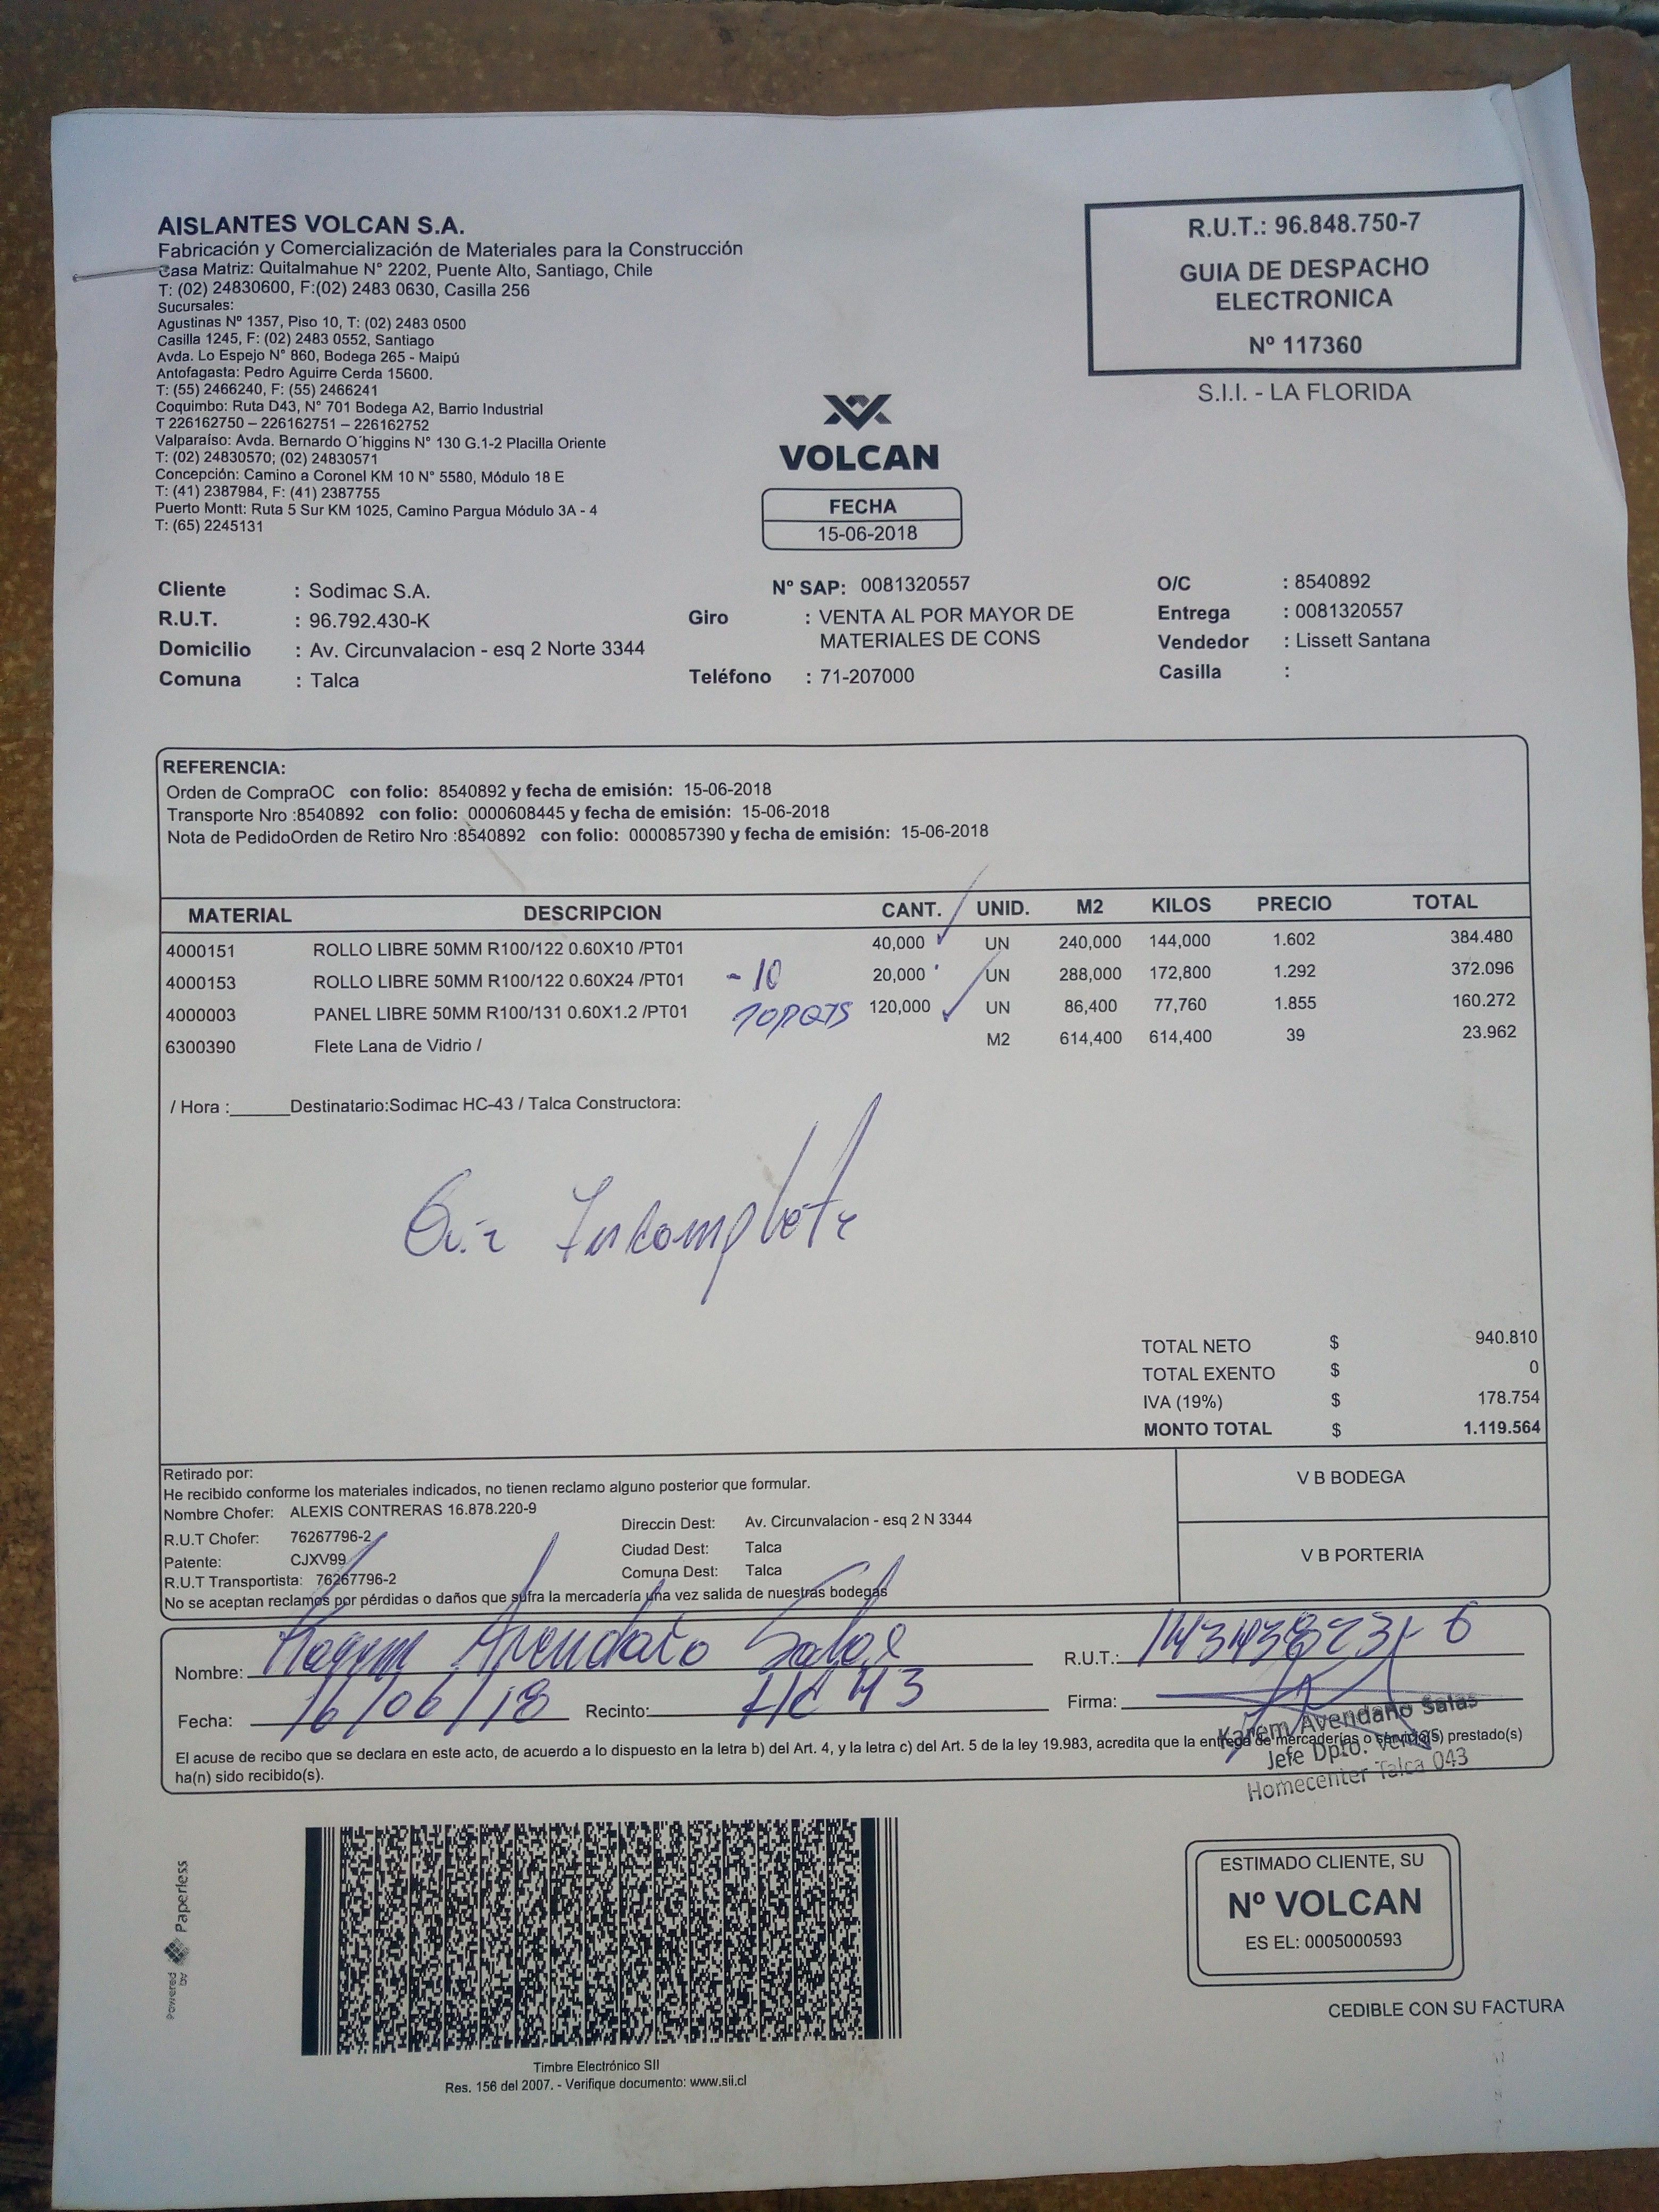 AISLANTES VOLCAN S.A.
Fabricación y Comercialización de Materiales para la Construcción
Casa Matriz: Quitalmahue N° 2202, Puente Alto, Santiago, Chile
T: (02) 24830600, F:(02) 2483 0630, Casilla 256
Sucursales:
Agustinas Nº 1357, Piso 10, T: (02) 2483 0500
Casilla 1245, F: (02) 2483 0552, Santiago
Avda. Lo Espejo N° 860, Bodega 265 - Maipú
Antofagasta: Pedro Aguirre Cerda 15600.
T: (55) 2466240, F: (55) 2466241
Coquimbo: Ruta D43, N° 701 Bodega A2, Barrio Industrial
T 226162750 – 226162751 – 226162752
Valparaíso: Avda. Bernardo O´higgins N° 130 G.1-2 Placilla Oriente
T: (02) 24830570; (02) 24830571
Concepción: Camino a Coronel KM 10 N° 5580, Módulo 18 E
T: (41) 2387984, F: (41) 2387755
Puerto Montt: Ruta 5 Sur KM 1025, Camino Pargua Módulo 3A - 4
T: (65) 2245131
R.U.T.: 96.848.750-7
GUIA DE DESPACHO
ELECTRONICA
Nº 117360
S.I.I. - LA FLORIDA
VOLCAN
FECHA
15-06-2018
Cliente : Sodimac S.A. Nº SAP: 0081320557 O/C : 8540892
R.U.T. : 96.792.430-K Giro : VENTA AL POR MAYOR DE Entrega : 0081320557
MATERIALES DE CONS
Domicilio : Av. Circunvalacion - esq 2 Norte 3344 Vendedor : Lissett Santana
Comuna : Talca Teléfono : 71-207000 Casilla :
REFERENCIA:
Orden de CompraOC con folio: 8540892 y fecha de emisión: 15-06-2018
Transporte Nro :8540892 con folio: 0000608445 y fecha de emisión: 15-06-2018
Nota de PedidoOrden de Retiro Nro :8540892 con folio: 0000857390 y fecha de emisión: 15-06-2018
MATERIAL DESCRIPCION CANT. UNID. M2 KILOS PRECIO TOTAL
4000151 ROLLO LIBRE 50MM R100/122 0.60X10 /PT01 40,000 UN 240,000 144,000 1.602 384.480
4000153 ROLLO LIBRE 50MM R100/122 0.60X24 /PT01 - 10 20,000 UN 288,000 172,800 1.292 372.096
4000003 PANEL LIBRE 50MM R100/131 0.60X1.2 /PT01 10PQTS 120,000 UN 86,400 77,760 1.855 160.272
6300390 Flete Lana de Vidrio / M2 614,400 614,400 39 23.962
/ Hora :______Destinatario:Sodimac HC-43 / Talca Constructora:
Incompleta
TOTAL NETO $ 940.810
TOTAL EXENTO $ 0
IVA (19%) $ 178.754
MONTO TOTAL $ 1.119.564
Retirado por:
He recibido conforme los materiales indicados, no tienen reclamo alguno posterior que formular.
Nombre Chofer: ALEXIS CONTRERAS 16.878.220-9
R.U.T Chofer: 76267796-2 Direccin Dest: Av. Circunvalacion - esq 2 N 3344
Patente: CJXV99 Ciudad Dest: Talca
R.U.T Transportista: 76267796-2 Comuna Dest: Talca
No se aceptan reclamos por pérdidas o daños que sufra la mercadería una vez salida de nuestras bodegas
V B BODEGA
V B PORTERIA
Nombre: Karem Avendaño Salas R.U.T.:
Fecha: 16/06/18 Recinto: HC 43 Firma:
Karem Avendaño Salas
Jefe Dpto. Ventas
Homecenter Talca 043
El acuse de recibo que se declara en este acto, de acuerdo a lo dispuesto en la letra b) del Art. 4, y la letra c) del Art. 5 de la ley 19.983, acredita que la entrega de mercaderías o servicio(s) prestado(s)
ha(n) sido recibido(s).
Powered by Paperless
Timbre Electrónico SII
Res. 156 del 2007. - Verifique documento: www.sii.cl
ESTIMADO CLIENTE, SU
Nº VOLCAN
ES EL: 0005000593
CEDIBLE CON SU FACTURA